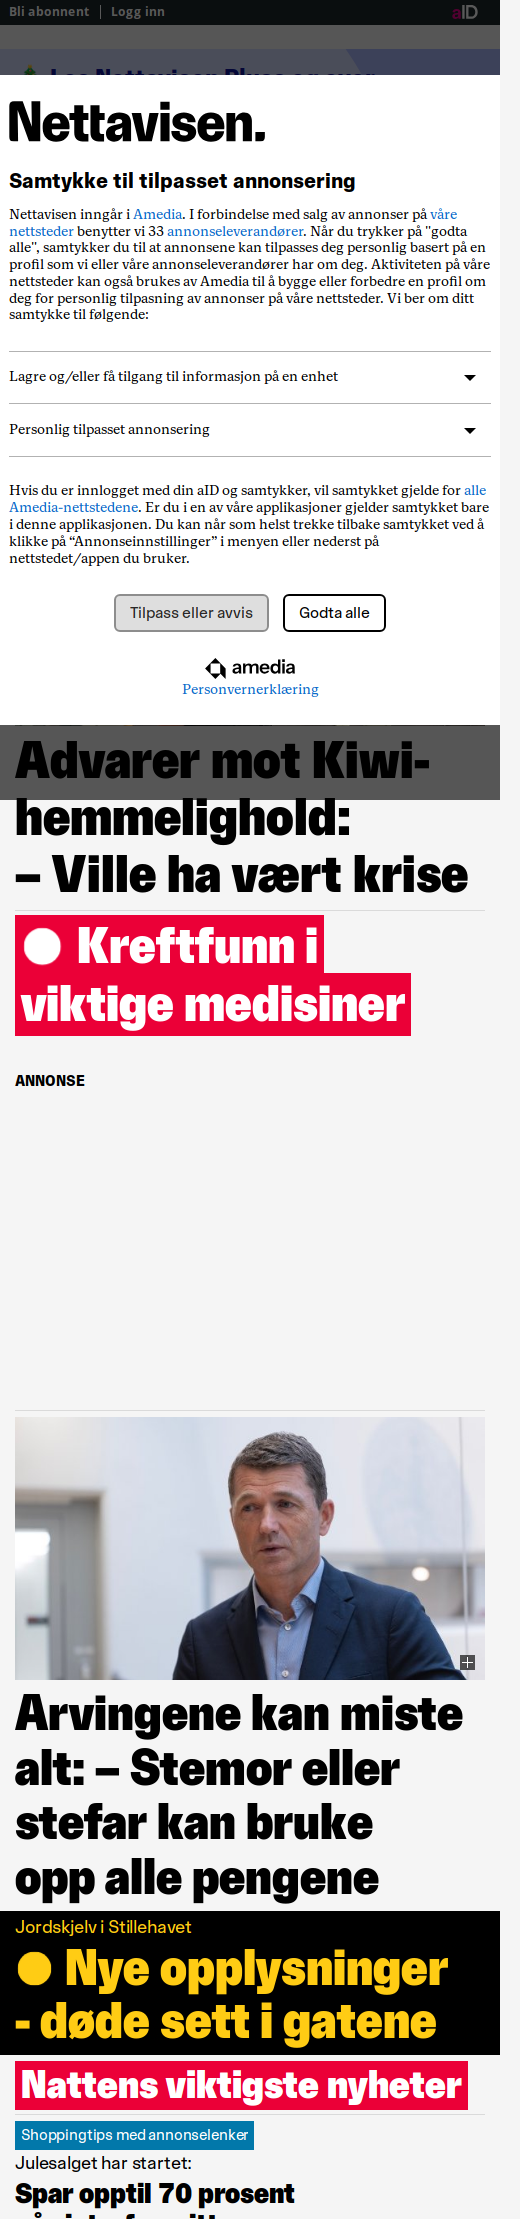 Bli abonnent
Logg inn
aID
Nettavisen.
Samtykke til tilpasset annonsering
Nettavisen inngår i Amedia. I forbindelse med salg av annonser på våre
nettsteder benytter vi 33 annonseleverandører. Når du trykker på "godta
alle", samtykker du til at annonsene kan tilpasses deg personlig basert på en
profil som vi eller våre annonseleverandører har om deg. Aktiviteten på våre
nettsteder kan også brukes av Amedia til å bygge eller forbedre en profil om
deg for personlig tilpasning av annonser på våre nettsteder. Vi ber om ditt
samtykke til følgende:
Lagre og/eller få tilgang til informasjon på en enhet
Personlig tilpasset annonsering
Hvis du er innlogget med din aID og samtykker, vil samtykket gjelde for alle
Amedia-nettstedene. Er du i en av våre applikasjoner gjelder samtykket bare
i denne applikasjonen. Du kan når som helst trekke tilbake samtykket ved å
klikke på “Annonseinnstillinger” i menyen eller nederst på
nettstedet/appen du bruker.
Tilpass eller avvis
Godta alle
amedia
Personvernerklæring
Advarer mot Kiwi-
hemmelighold:
– Ville ha vært krise
Kreftfunn i
viktige medisiner
ANNONSE
Arvingene kan miste
alt: – Stemor eller
stefar kan bruke
opp alle pengene
Jordskjelv i Stillehavet
Nye opplysninger
- døde sett i gatene
Nattens viktigste nyheter
Shoppingtips med annonselenker
Julesalget har startet:
Spar opptil 70 prosent